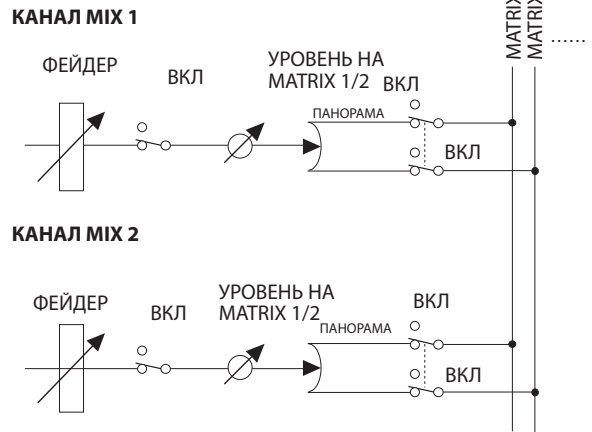 КАНАЛ MIX 1
ФЕЙДЕР
ВКЛ
УРОВЕНЬ НА
MATRIX 1/2
ВКЛ
ПАНОРАМА
ВКЛ
MATRIX
MATRIX
......
КАНАЛ MIX 2
ФЕЙДЕР
ВКЛ
УРОВЕНЬ НА
MATRIX 1/2
ВКЛ
ПАНОРАМА
ВКЛ